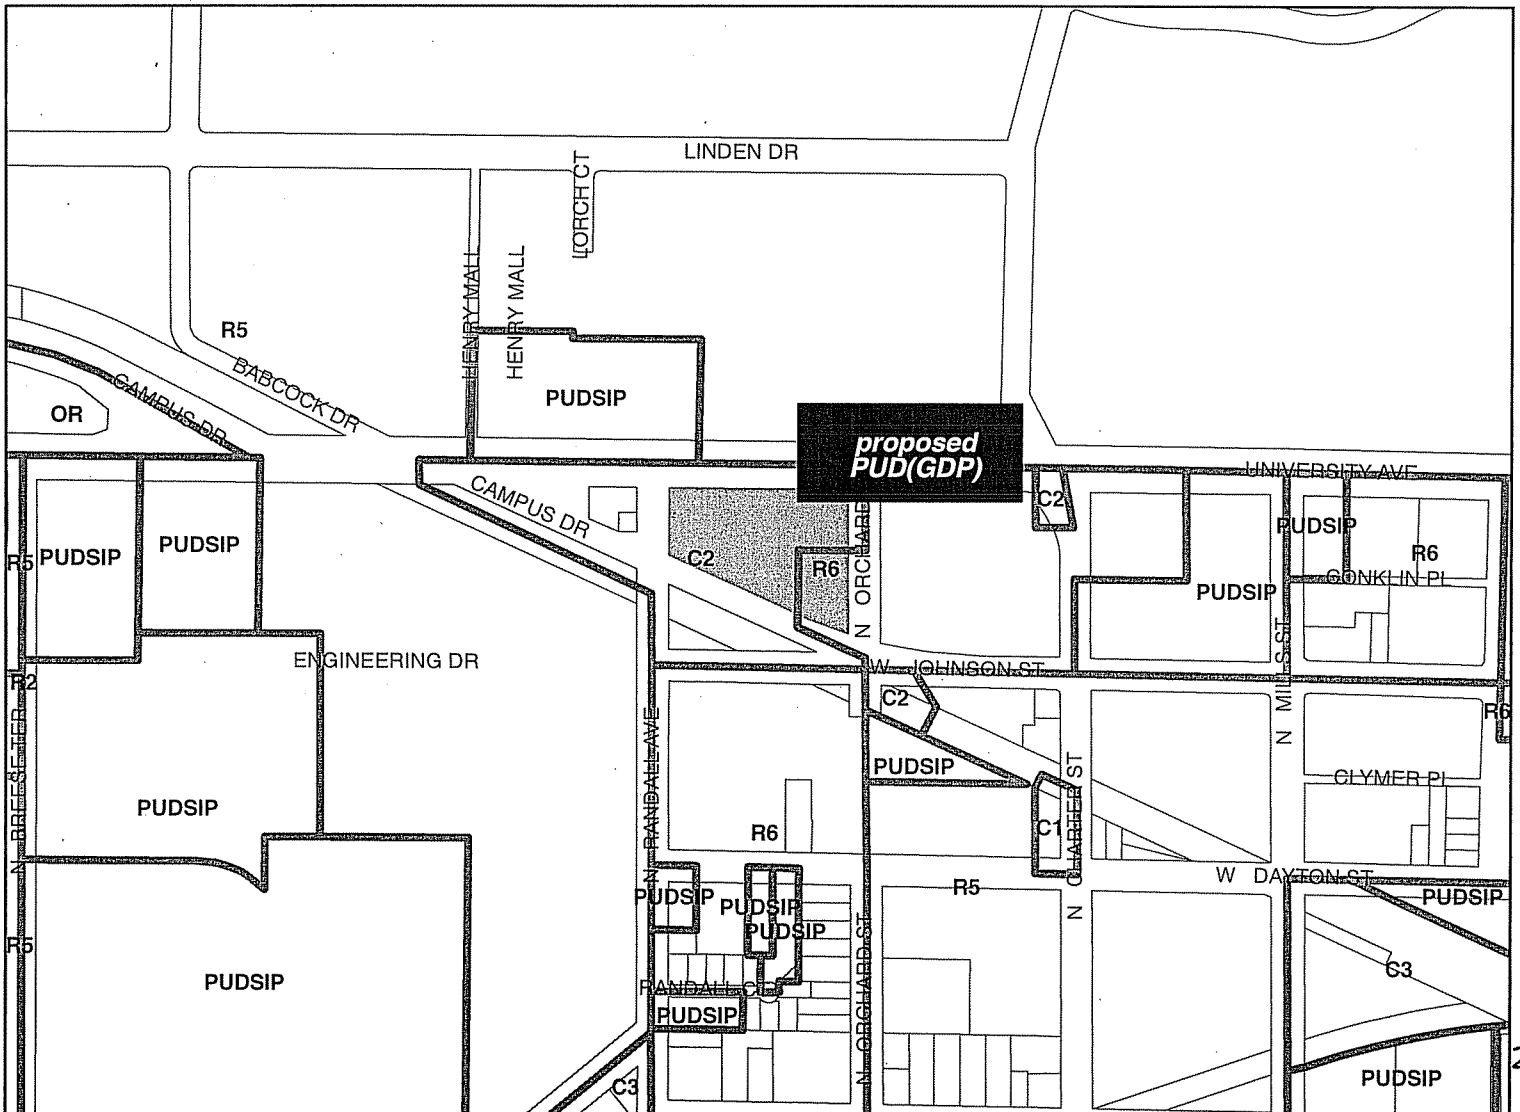 LINDEN DR
LORCH CT
HENRY MALL
HENRY MALL
R5
BABCOCK DR
CAMPUS DR
OR
PUDSIP
proposed
PUD(GDP)
UNIVERSITY AVE
CAMPUS DR
C2
PUDSIP
R6
R5
PUDSIP
PUDSIP
C2
R6
N ORCHARD
CONKLIN PL
PUDSIP
ENGINEERING DR
W JOHNSON ST
N MILLS ST
R2
C2
R6
PUDSIP
CLYMER PL
N BREESE TER
PUDSIP
N RANDALL AVE
R6
C1
N CHARTER ST
W DAYTON ST
R5
PUDSIP
PUDSIP
PUDSIP
PUDSIP
R5
N ORCHARD ST
C3
PUDSIP
RANDALL CT
PUDSIP
C3
PUDSIP